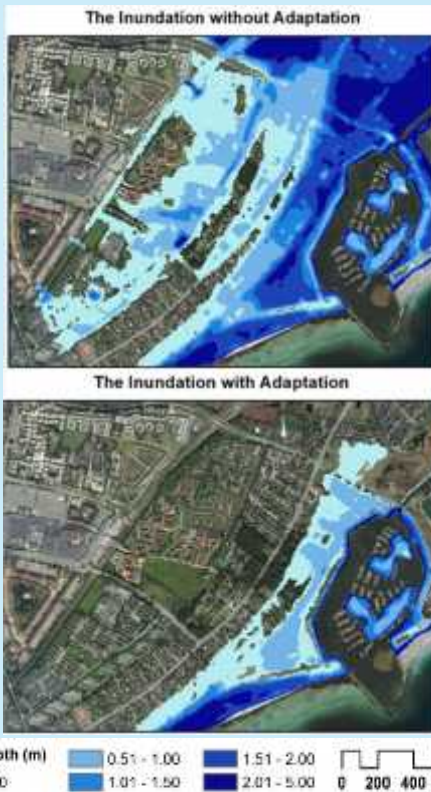 The Inundation without Adaptation
The Inundation with Adaptation
pth (m)
0.51 - 1.00
1.51 - 2.00
0
1.01 - 1.50
2.01 - 5.00
0 200 400